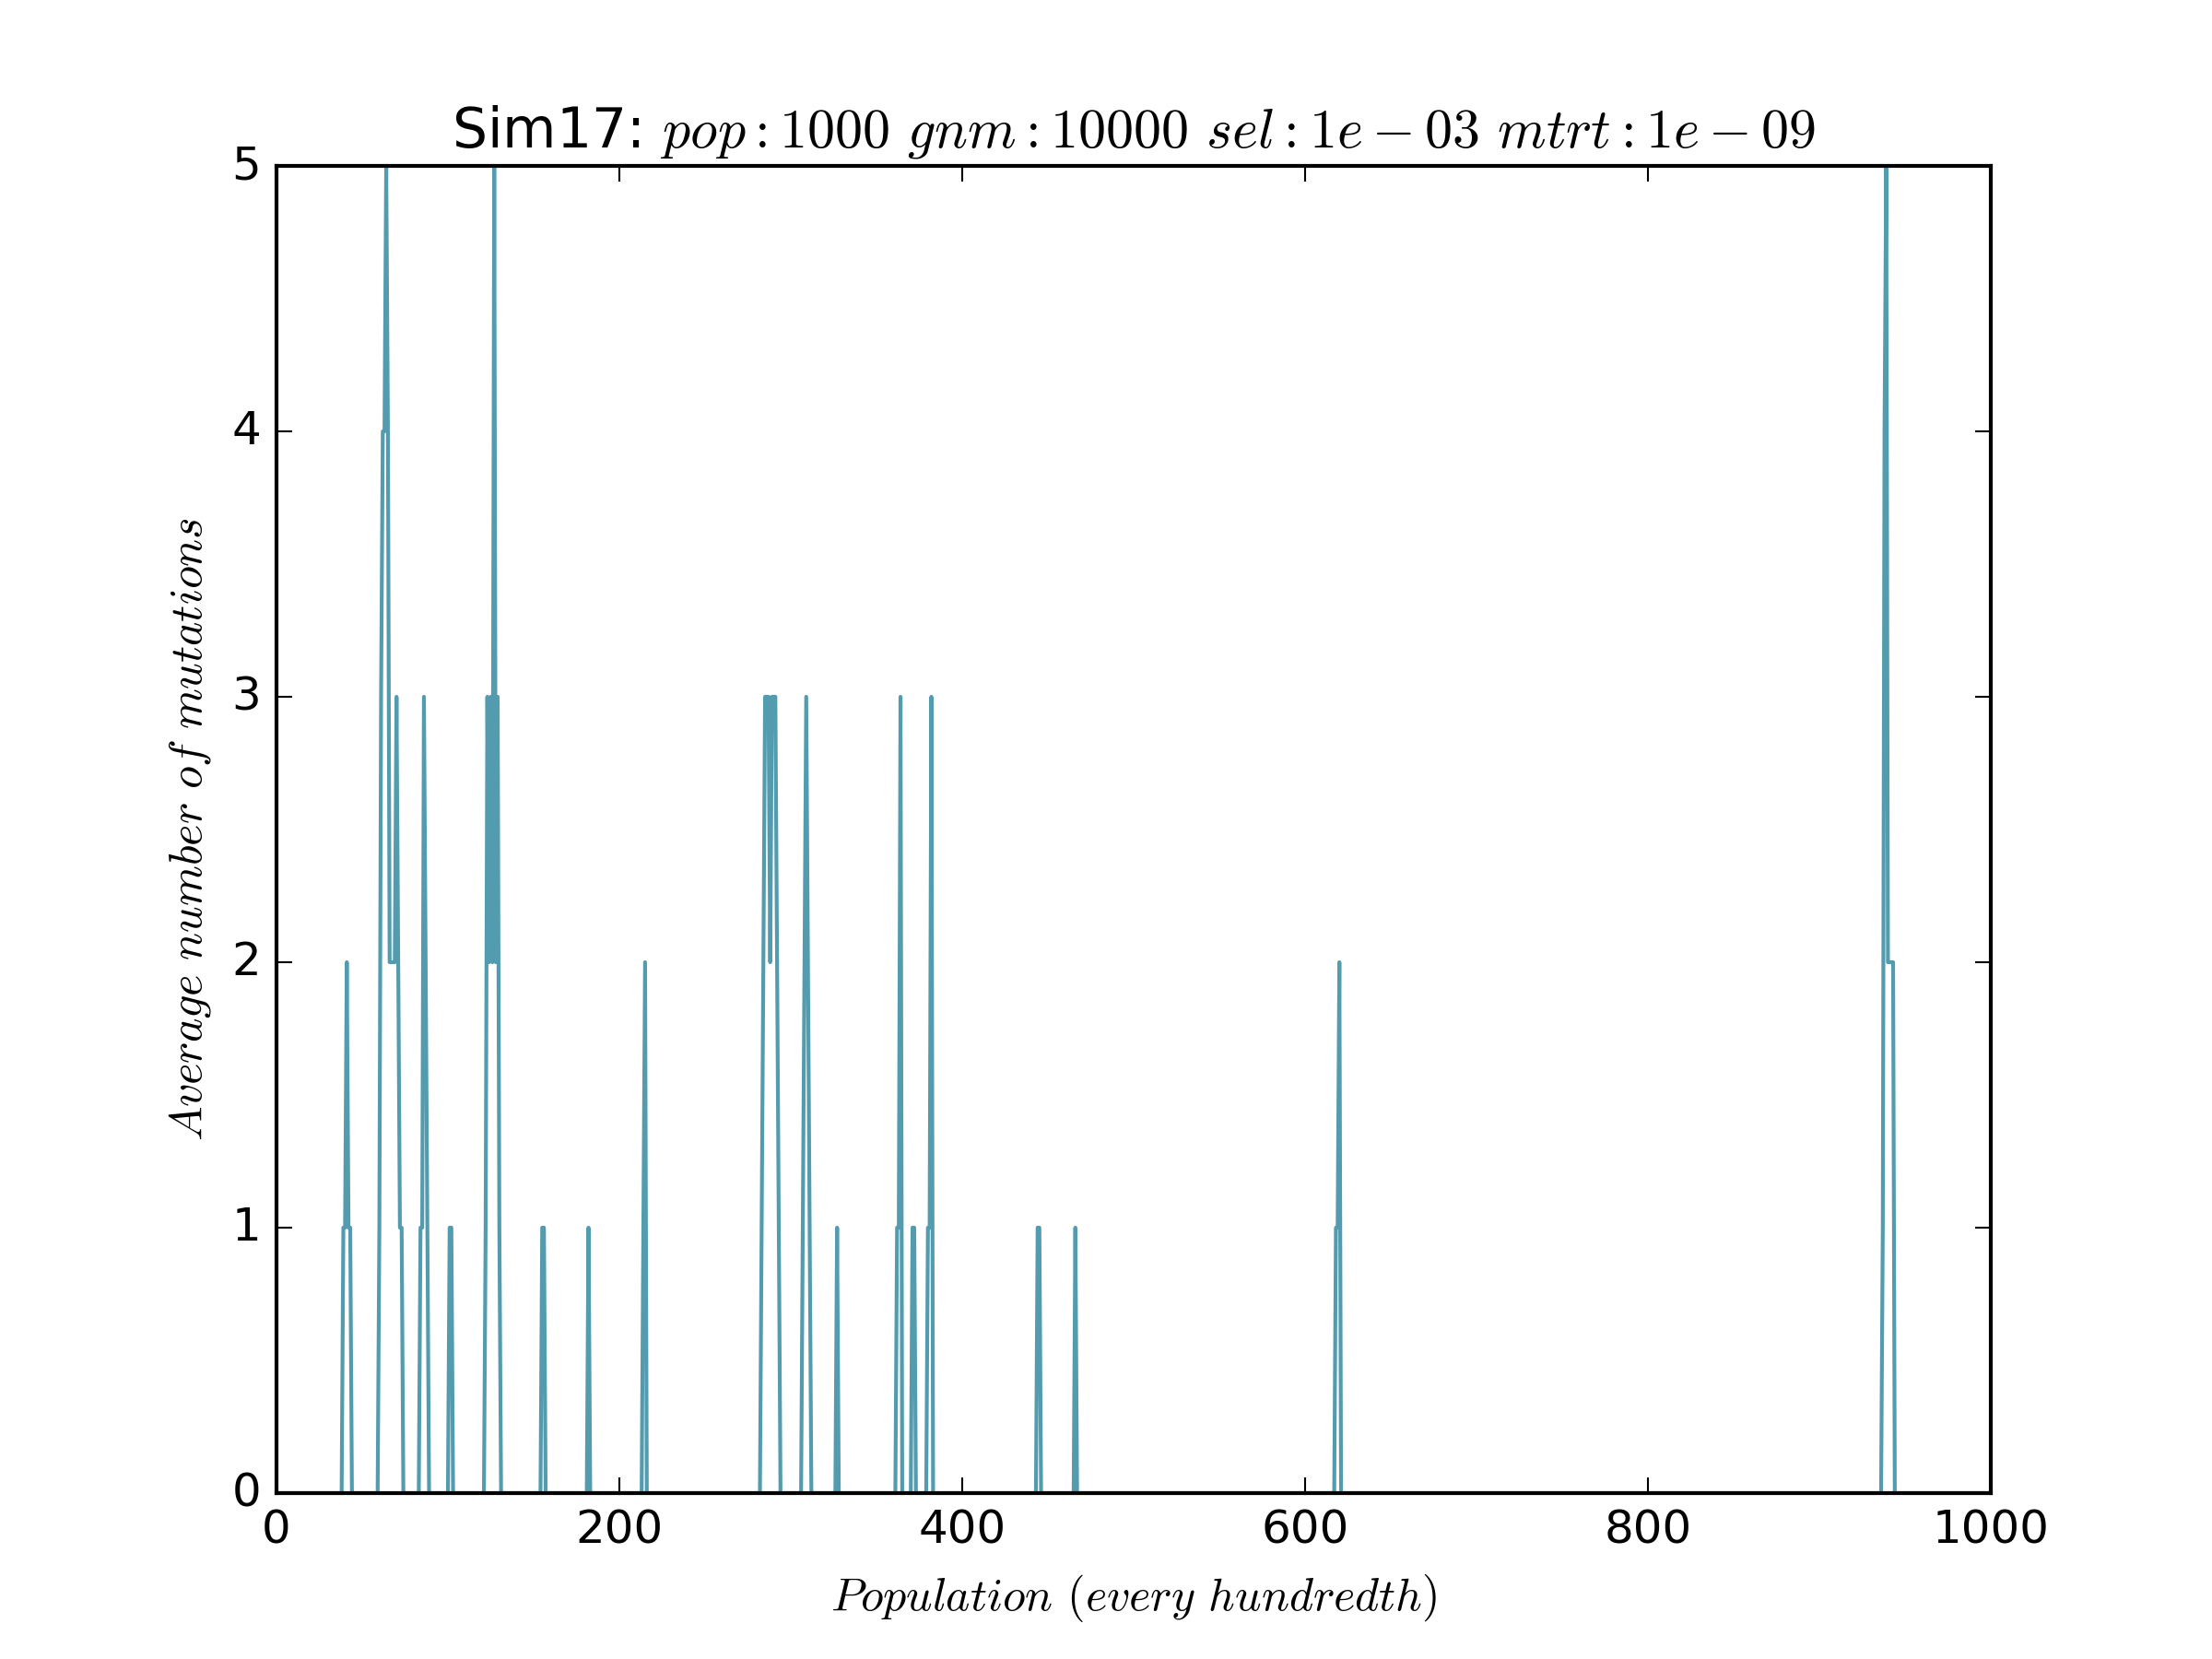 Sim17: pop : 1000 gnm : 10000 sel : 1e − 03 mtrt : 1e − 09
5
4
3
2
1
0
Average number of mutations
0 200 400 600 800 1000
Population (every hundredth)